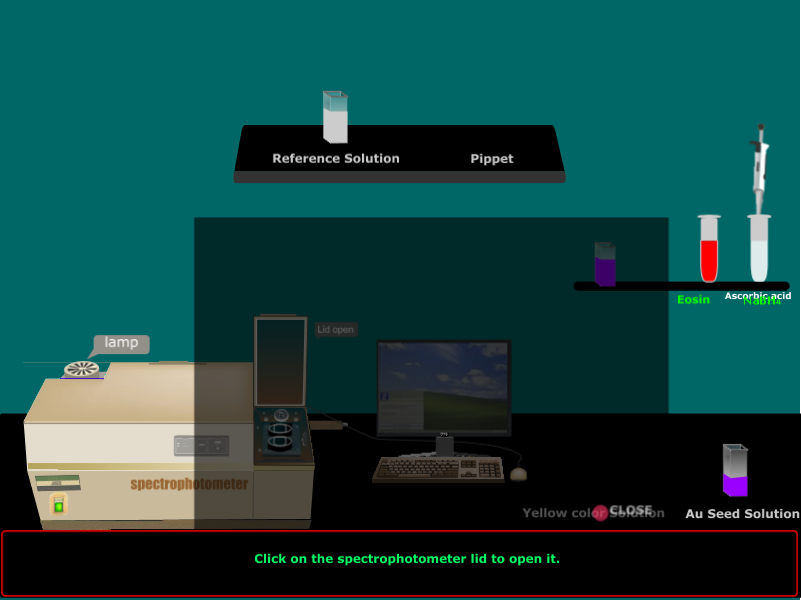 Reference Solution
Pippet
Eosin
Ascorbic acid
lamp
Lid open
spectrophotometer
Yellow color Solution
CLOSE
Au Seed Solution
Click on the spectrophotometer lid to open it.